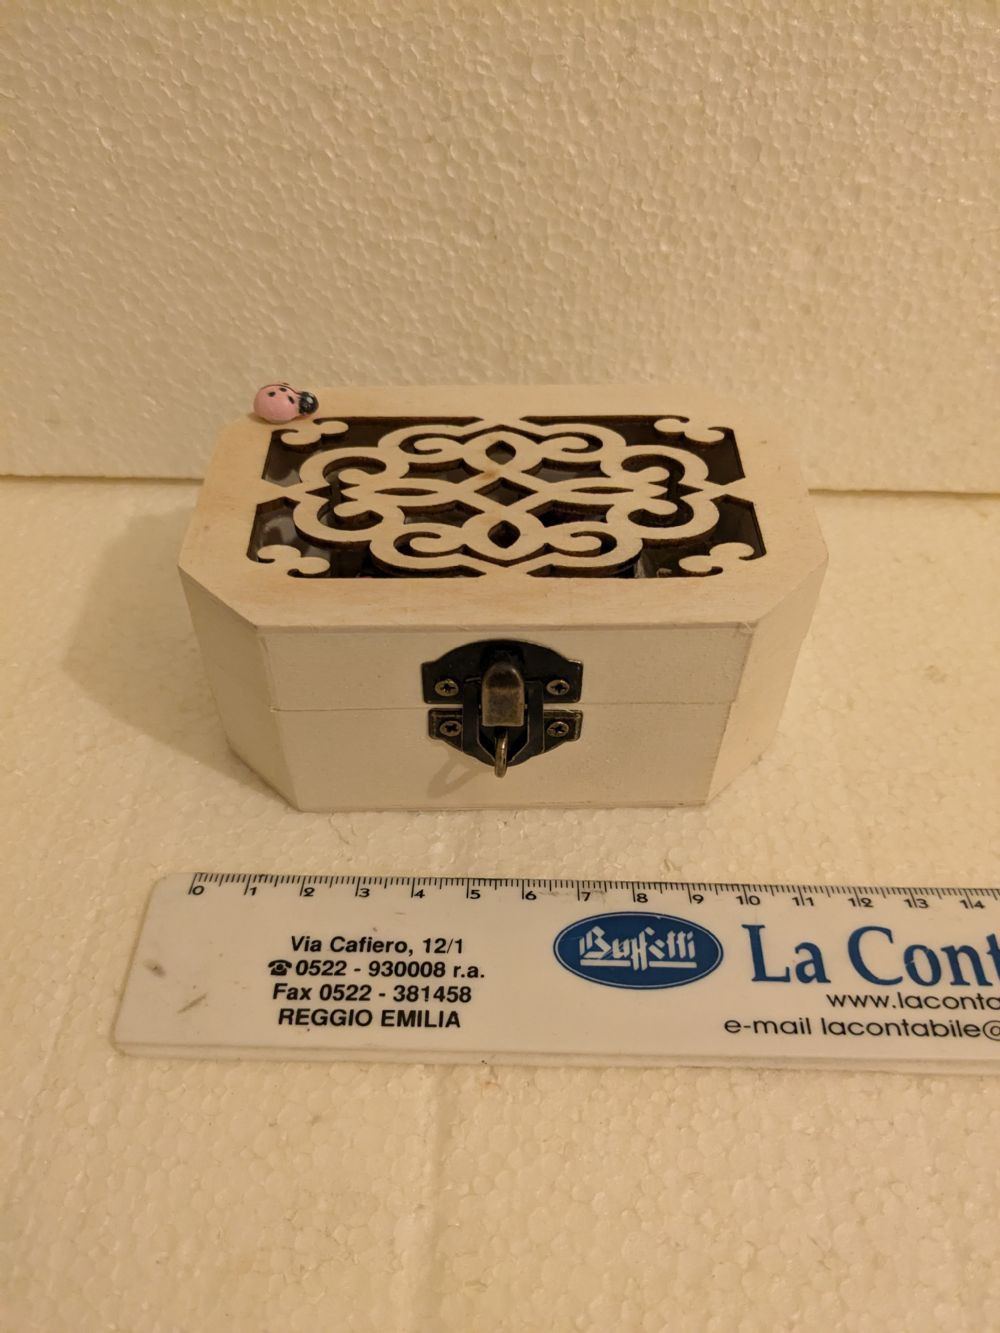 0 1 2 3 4 5 6 7 8 9 10 11 12 13 14
Via Cafiero, 12/1
☎0522 - 930008 r.a.
Fax 0522 - 381458
REGGIO EMILIA
Buffetti
La Cont
www.laconta
e-mail lacontabile@